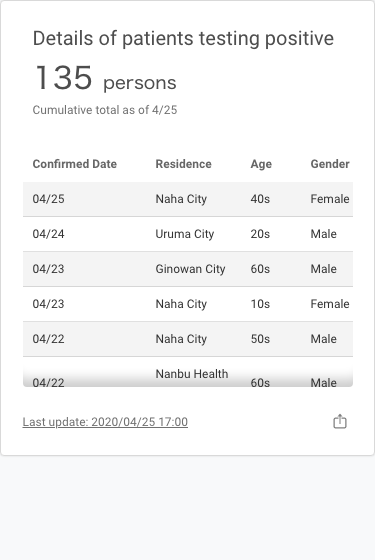 Details of patients testing positive
135 persons
Cumulative total as of 4/25
Confirmed Date Residence Age Gender
04/25 Naha City 40s Female
04/24 Uruma City 20s Male
04/23 Ginowan City 60s Male
04/23 Naha City 10s Female
04/22 Naha City 50s Male
04/22 Nanbu Health 60s Male
Last update: 2020/04/25 17:00